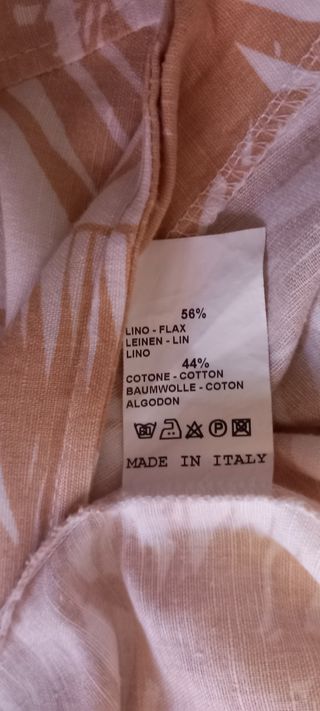 56%
LINO - FLAX
LEINEN - LIN
LINO
44%
COTONE - COTTON
BAUMWOLLE - COTON
ALGODON
P
MADE IN ITALY